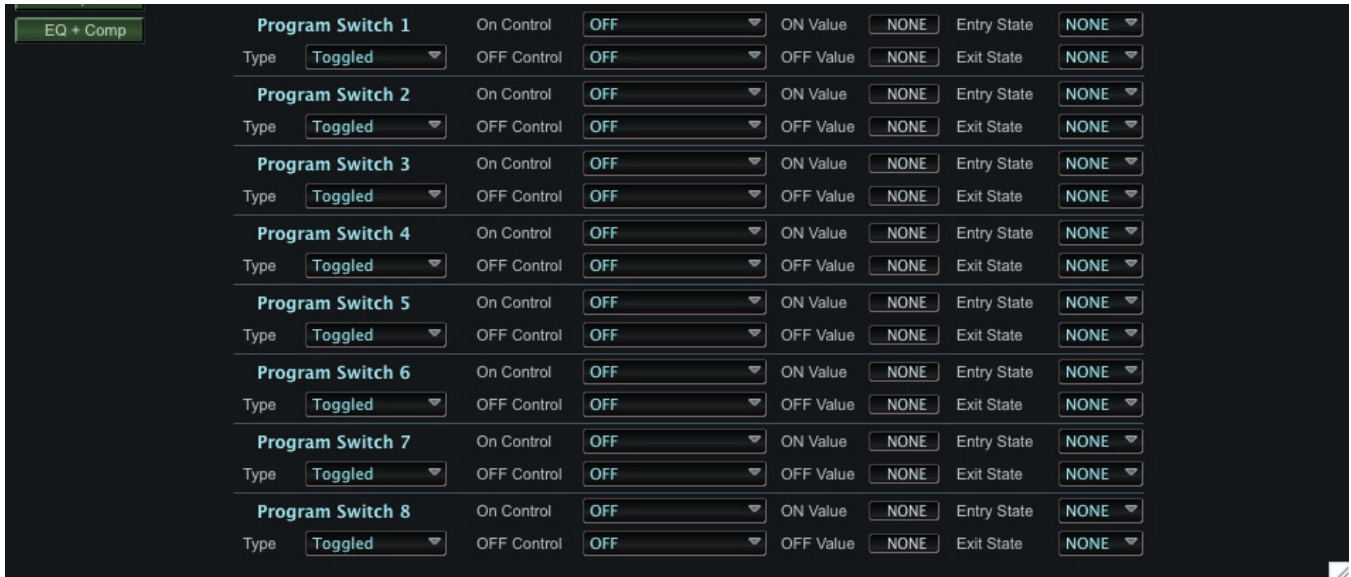 EQ + Comp
Program Switch 1 On Control OFF ON Value NONE Entry State NONE
Type Toggled OFF Control OFF OFF Value NONE Exit State NONE
Program Switch 2 On Control OFF ON Value NONE Entry State NONE
Type Toggled OFF Control OFF OFF Value NONE Exit State NONE
Program Switch 3 On Control OFF ON Value NONE Entry State NONE
Type Toggled OFF Control OFF OFF Value NONE Exit State NONE
Program Switch 4 On Control OFF ON Value NONE Entry State NONE
Type Toggled OFF Control OFF OFF Value NONE Exit State NONE
Program Switch 5 On Control OFF ON Value NONE Entry State NONE
Type Toggled OFF Control OFF OFF Value NONE Exit State NONE
Program Switch 6 On Control OFF ON Value NONE Entry State NONE
Type Toggled OFF Control OFF OFF Value NONE Exit State NONE
Program Switch 7 On Control OFF ON Value NONE Entry State NONE
Type Toggled OFF Control OFF OFF Value NONE Exit State NONE
Program Switch 8 On Control OFF ON Value NONE Entry State NONE
Type Toggled OFF Control OFF OFF Value NONE Exit State NONE